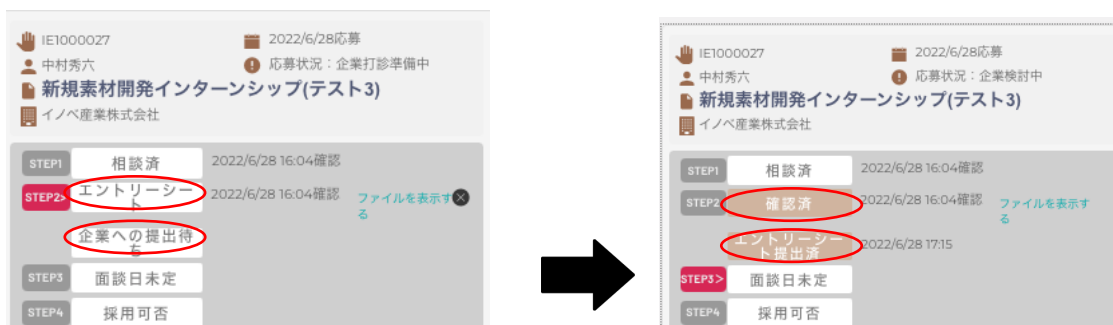 IE1000027
2022/6/28応募
中村秀六
応募状況：企業打診準備中
新規素材開発インターンシップ(テスト3)
イノベ産業株式会社
STEP1
相談済
2022/6/28 16:04確認
STEP2>
エントリーシー
ト
2022/6/28 16:04確認
ファイルを表示す
る
企業への提出待
ち
STEP3
面談日未定
STEP4
採用可否
IE1000027
2022/6/28応募
中村秀六
応募状況：企業検討中
新規素材開発インターンシップ(テスト3)
イノベ産業株式会社
STEP1
相談済
2022/6/28 16:04確認
STEP2
確認済
2022/6/28 16:04確認
ファイルを表示す
る
エントリーシー
ト提出済
2022/6/28 17:15
STEP3>
面談日未定
STEP4
採用可否